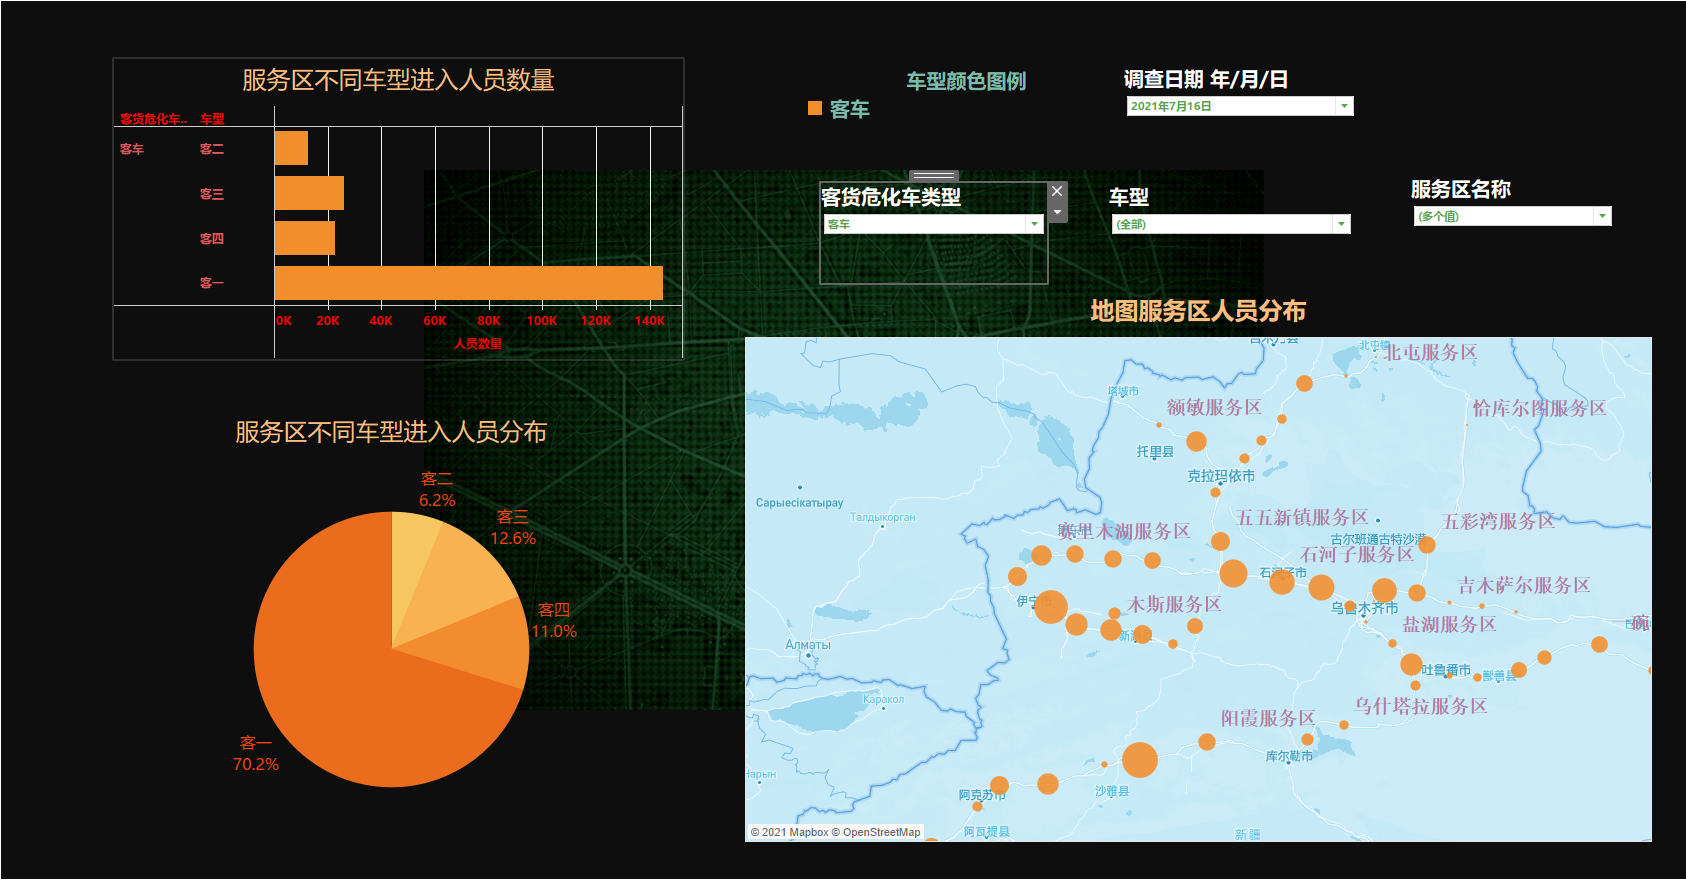 服务区不同车型进入人员数量
客货危化车.. 车型
客车 客二
客三
客四
客一
0K 20K 40K 60K 80K 100K 120K 140K
人员数量
车型颜色图例
客车
调查日期 年/月/日
2021年7月16日
客货危化车类型
客车
车型
(全部)
服务区名称
(多个值)
服务区不同车型进入人员分布
客二
6.2%
客三
12.6%
客四
11.0%
客一
70.2%
地图服务区人员分布
北屯镇
北屯服务区
塔城市
额敏服务区
恰库尔图服务区
托里县
克拉玛依市
Сарыесікатырау
Талдыкорган
赛里木湖服务区
五五新镇服务区
五彩湾服务区
古尔班通古特沙漠
石河子服务区
石河子市
吉木萨尔服务区
伊宁市
木斯服务区
乌鲁木齐市
盐湖服务区
Алматы
吐鲁番市
鄯善县
Каракол
乌什塔拉服务区
阳霞服务区
库尔勒市
Чарын
阿克苏市
沙雅县
阿瓦提县
新疆
© 2021 Mapbox © OpenStreetMap